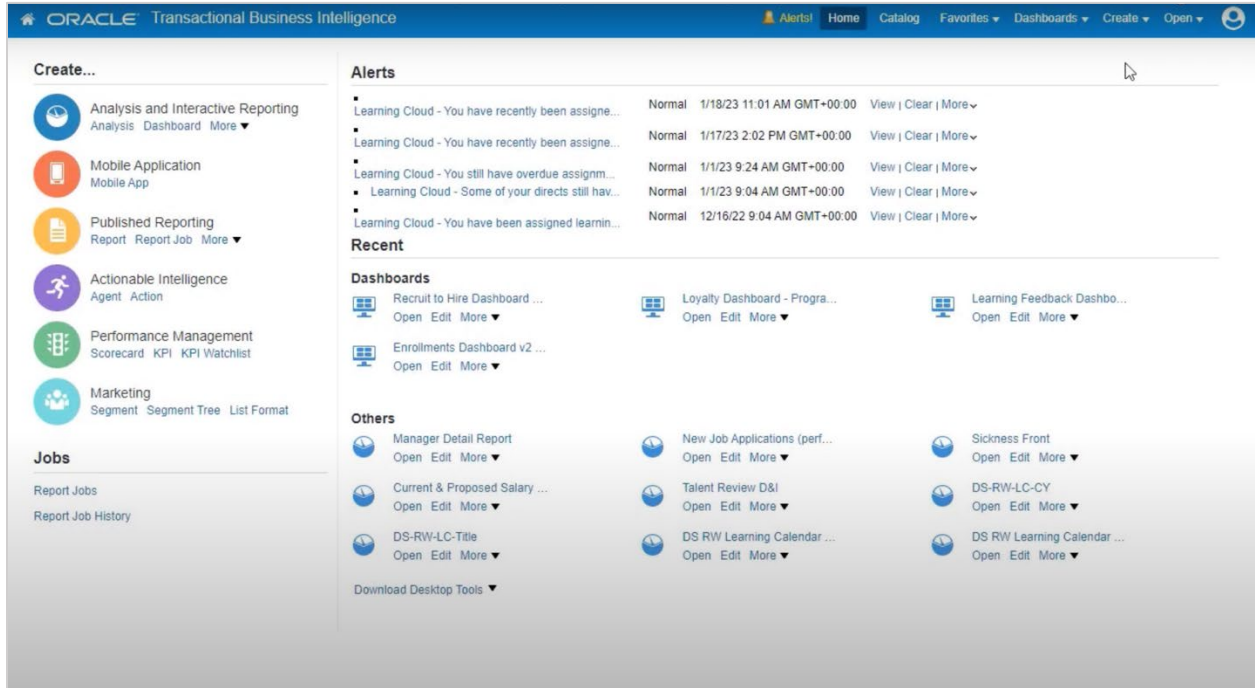 ORACLE Transactional Business Intelligence
Alerts! Home Catalog Favorites Dashboards Create Open
Create...
Analysis and Interactive Reporting
Analysis Dashboard More
Mobile Application
Mobile App
Published Reporting
Report Report Job More
Actionable Intelligence
Agent Action
Performance Management
Scorecard KPI KPI Watchlist
Marketing
Segment Segment Tree List Format
Jobs
Report Jobs
Report Job History
Alerts
Learning Cloud - You have recently been assigne... Normal 1/18/23 11:01 AM GMT+00:00 View | Clear | More
Learning Cloud - You have recently been assigne... Normal 1/17/23 2:02 PM GMT+00:00 View | Clear | More
Learning Cloud - You still have overdue assignm... Normal 1/1/23 9:24 AM GMT+00:00 View | Clear | More
Learning Cloud - Some of your directs still hav... Normal 1/1/23 9:04 AM GMT+00:00 View | Clear | More
Learning Cloud - You have been assigned learnin... Normal 12/16/22 9:04 AM GMT+00:00 View | Clear | More
Recent
Dashboards
Recruit to Hire Dashboard ... Loyalty Dashboard - Progra... Learning Feedback Dashbo...
Open Edit More Open Edit More Open Edit More
Enrollments Dashboard v2 ...
Open Edit More
Others
Manager Detail Report New Job Applications (perf... Sickness Front
Open Edit More Open Edit More Open Edit More
Current & Proposed Salary ... Talent Review D&I DS-RW-LC-CY
Open Edit More Open Edit More Open Edit More
DS-RW-LC-Title DS RW Learning Calendar ... DS RW Learning Calendar ...
Open Edit More Open Edit More Open Edit More
Download Desktop Tools